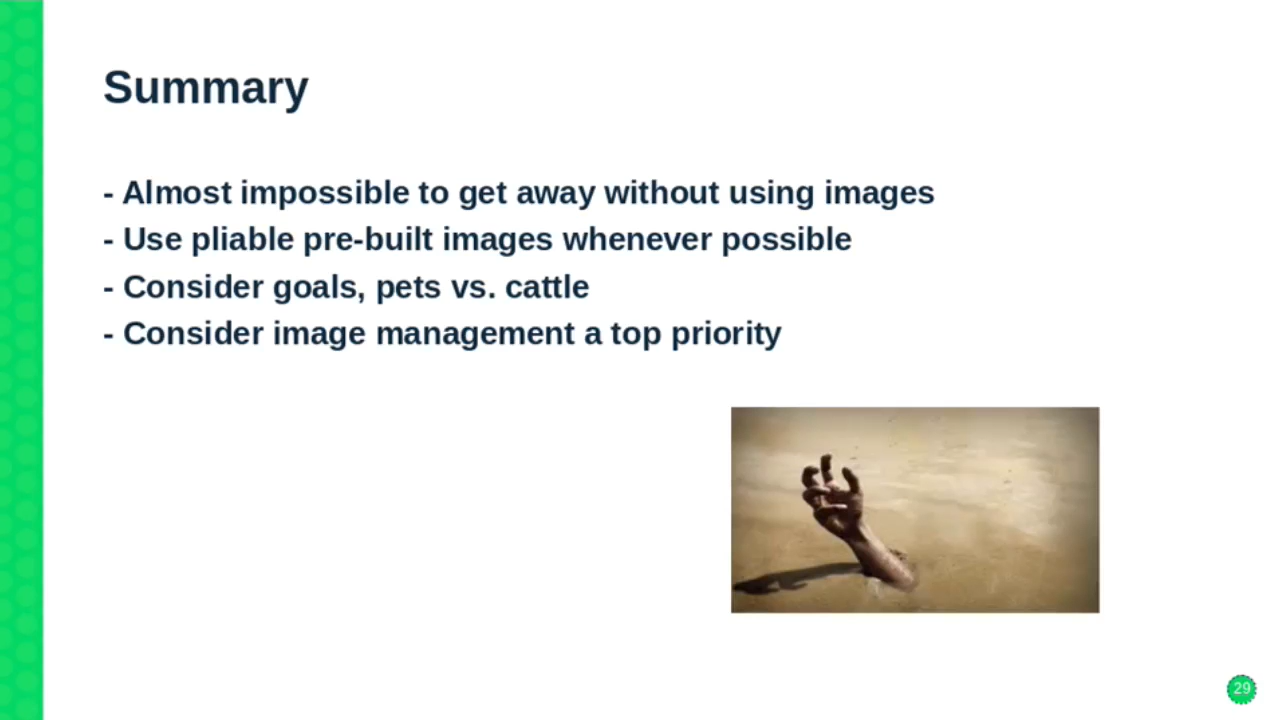 Summary
- Almost impossible to get away without using images
- Use pliable pre-built images whenever possible
- Consider goals, pets vs. cattle
- Consider image management a top priority
29